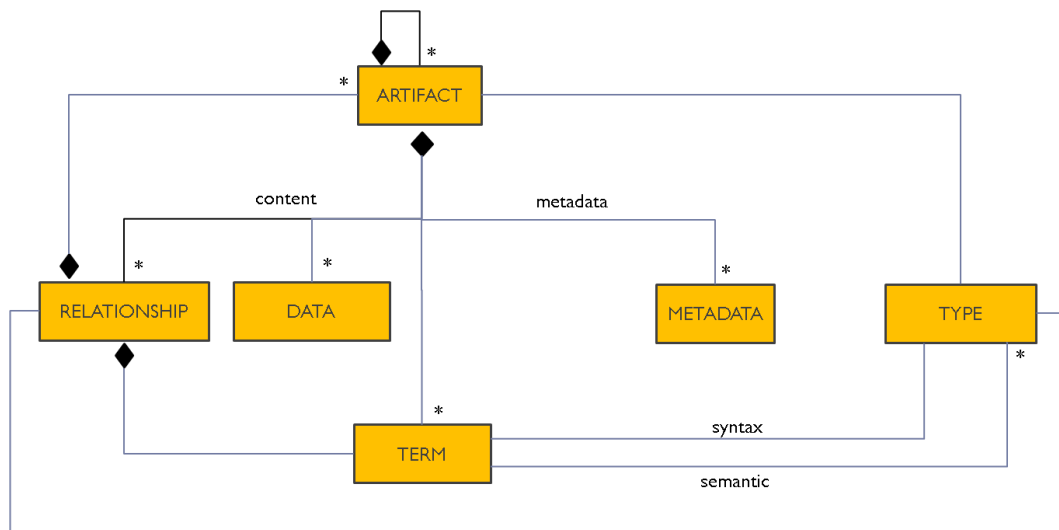 *
*
ARTIFACT
content
metadata
*
*
*
RELATIONSHIP
DATA
METADATA
TYPE
*
*
TERM
syntax
semantic